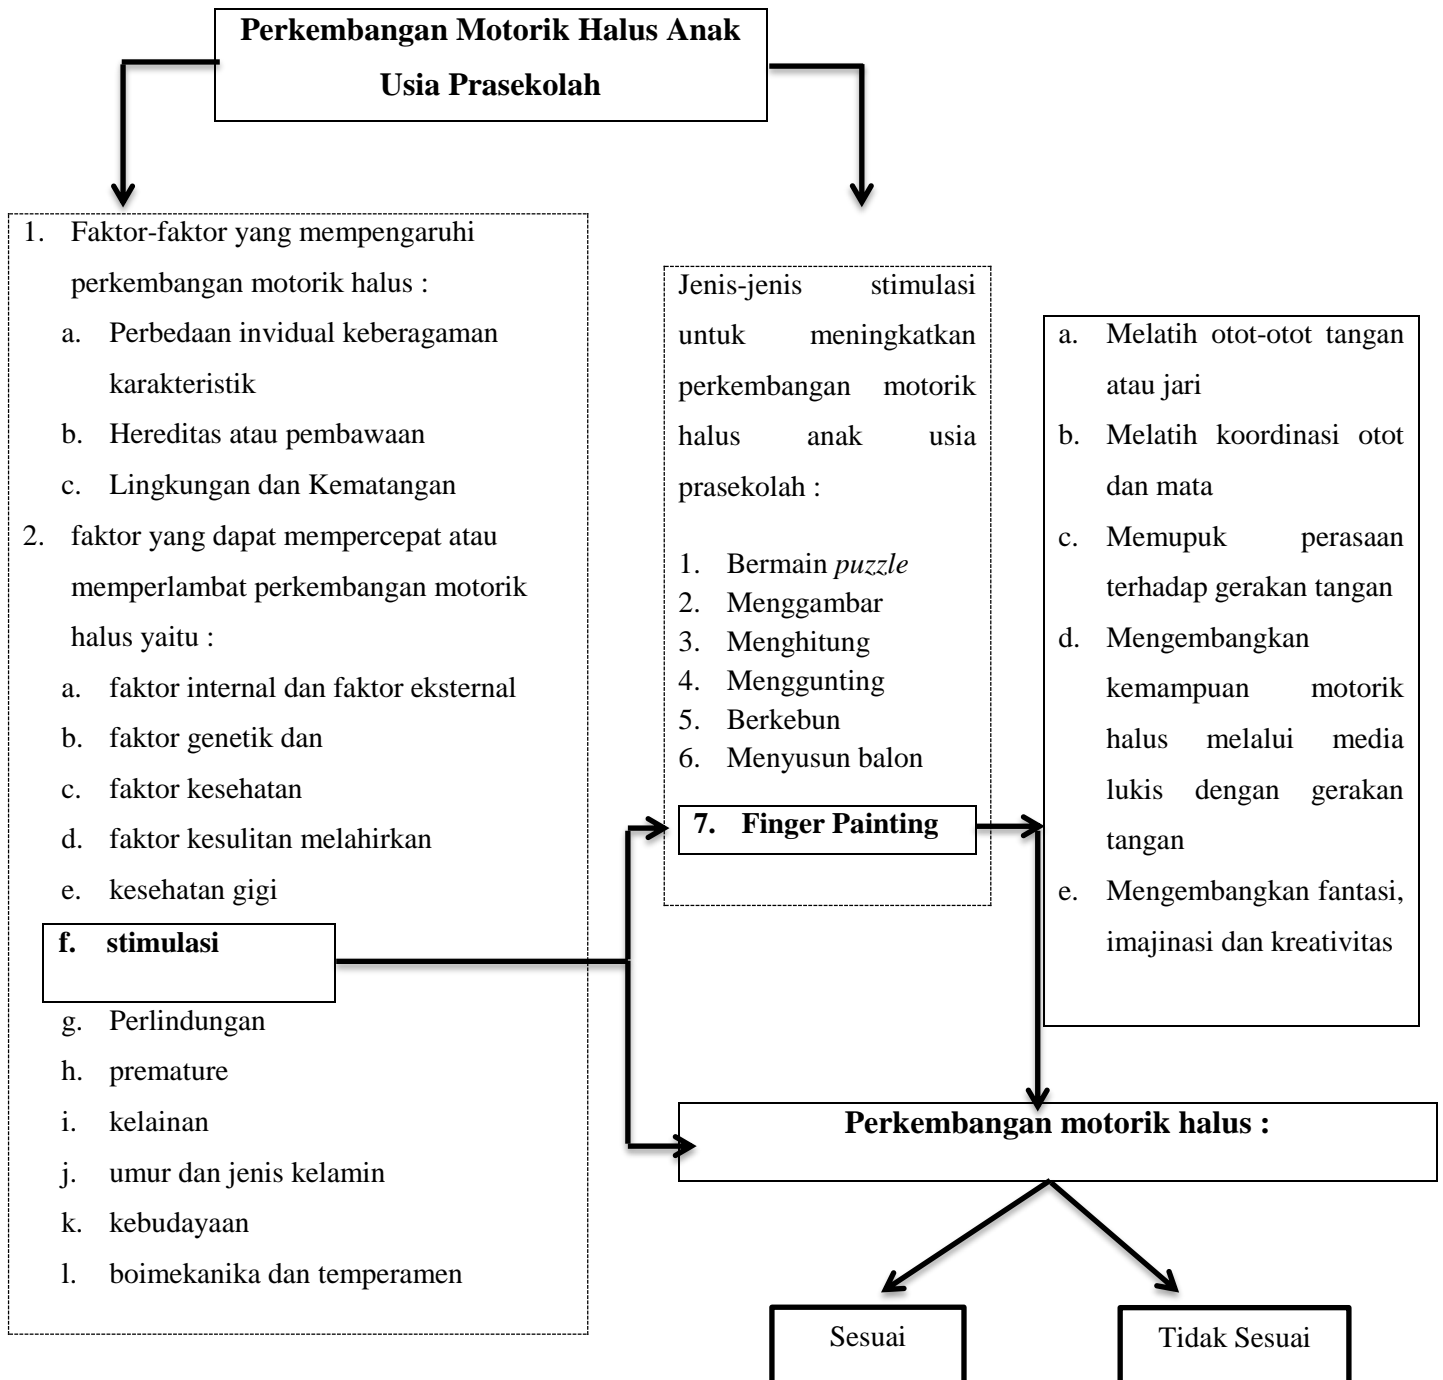 Perkembangan Motorik Halus Anak
Usia Prasekolah
1. Faktor-faktor yang mempengaruhi
perkembangan motorik halus :
a. Perbedaan invidual keberagaman
karakteristik
b. Hereditas atau pembawaan
c. Lingkungan dan Kematangan
2. faktor yang dapat mempercepat atau
memperlambat perkembangan motorik
halus yaitu :
a. faktor internal dan faktor eksternal
b. faktor genetik dan
c. faktor kesehatan
d. faktor kesulitan melahirkan
e. kesehatan gigi
f. stimulasi
g. Perlindungan
h. premature
i. kelainan
j. umur dan jenis kelamin
k. kebudayaan
l. boimekanika dan temperamen
Jenis-jenis stimulasi
untuk meningkatkan
perkembangan motorik
halus anak usia
prasekolah :
1. Bermain puzzle
2. Menggambar
3. Menghitung
4. Menggunting
5. Berkebun
6. Menyusun balon
7. Finger Painting
a. Melatih otot-otot tangan
atau jari
b. Melatih koordinasi otot
dan mata
c. Memupuk perasaan
terhadap gerakan tangan
d. Mengembangkan
kemampuan motorik
halus melalui media
lukis dengan gerakan
tangan
e. Mengembangkan fantasi,
imajinasi dan kreativitas
Perkembangan motorik halus :
Sesuai
Tidak Sesuai